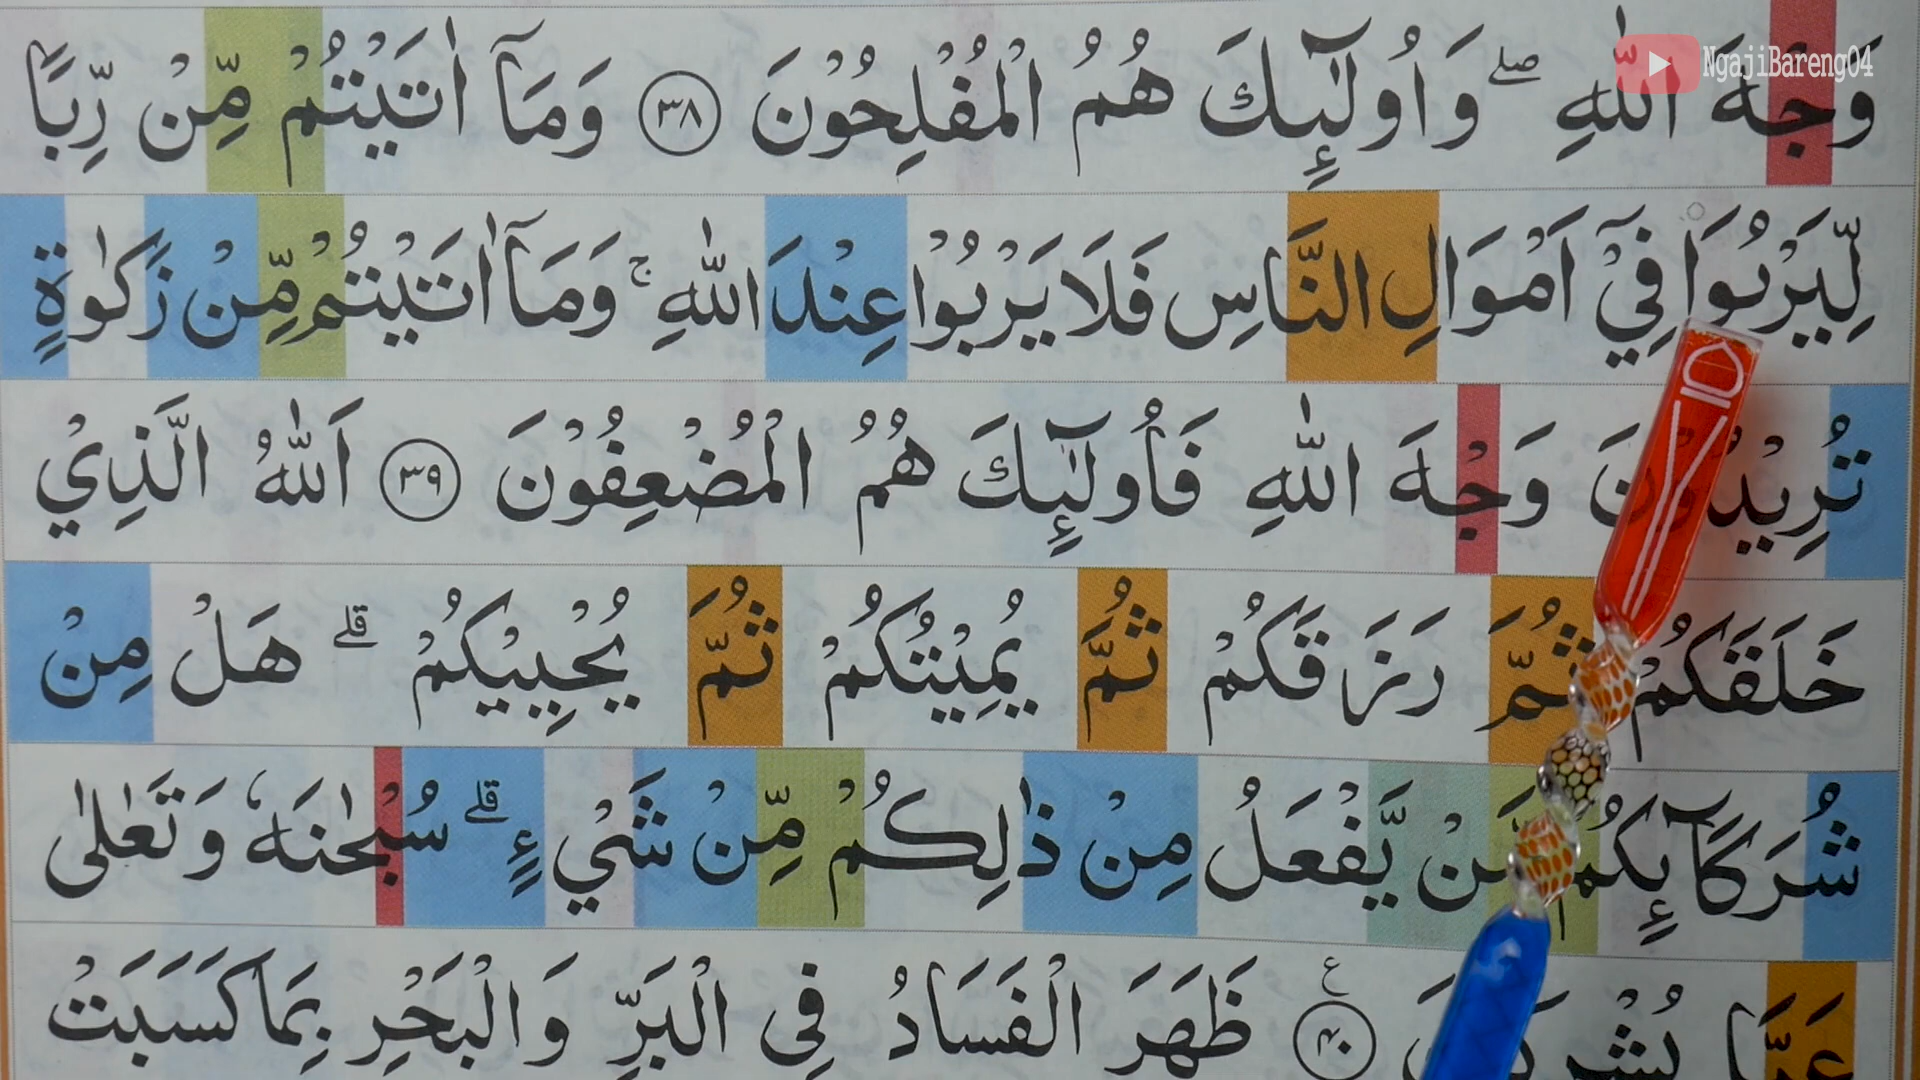 NgajiBareng04
وَجْهَ اللّٰهِ ۖ وَاُولٰۤىِٕكَ هُمُ الْمُفْلِحُوْنَ ٣٨ وَمَآ اٰتَيْتُمْ مِّنْ رِّبًا
لِّيَرْبُوَا۠ فِيْٓ اَمْوَالِ النَّاسِ فَلَا يَرْبُوْا عِنْدَ اللّٰهِ ۚ وَمَآ اٰتَيْتُمْ مِّنْ زَكٰوةٍ
تُرِيْدُوْنَ وَجْهَ اللّٰهِ فَاُولٰۤىِٕكَ هُمُ الْمُضْعِفُوْنَ ٣٩ اَللّٰهُ الَّذِيْ
خَلَقَكُمْ ثُمَّ رَزَقَكُمْ ثُمَّ يُمِيْتُكُمْ ثُمَّ يُحْيِيْكُمْ ۗ هَلْ مِنْ
شُرَكَاۤىِٕكُمْ مَّنْ يَّفْعَلُ مِنْ ذٰلِكُمْ مِّنْ شَيْءٍ ۗ سُبْحٰنَهٗ وَتَعٰلٰى
عَمَّا ٤٠ ع ظَهَرَ الْفَسَادُ فِى الْبَرِّ وَالْبَحْرِ بِمَا كَسَبَتْ